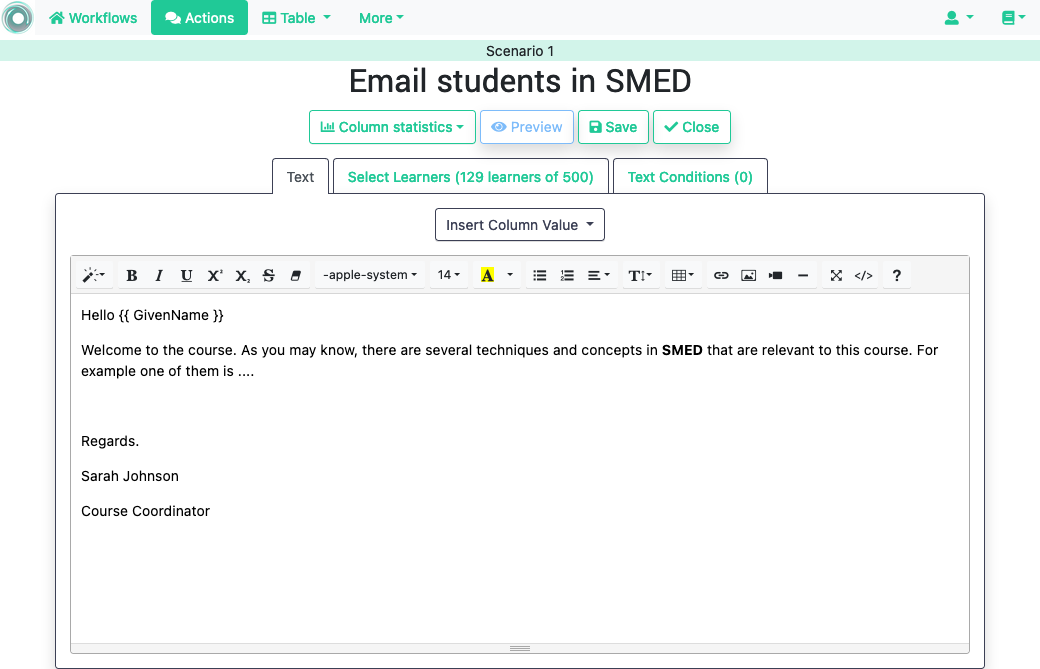 Workflows Actions Table More
Scenario 1
Email students in SMED
Column statistics Preview Save Close
Text Select Learners (129 learners of 500) Text Conditions (0)
Insert Column Value
B I U X² X₂ S -apple-system 14 A T </> ?
Hello {{ GivenName }}
Welcome to the course. As you may know, there are several techniques and concepts in SMED that are relevant to this course. For
example one of them is ....
Regards.
Sarah Johnson
Course Coordinator